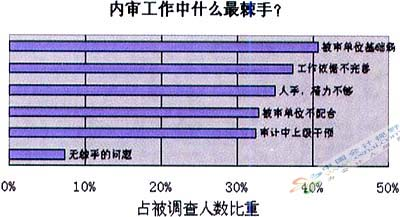 内审工作中什么最棘手?
被审单位基础弱
工作依据不完善
人手,精力不够
被审单位不配合
审计中上级干预
无棘手的问题
0% 10% 20% 30% 40% 50%
占被调查人数比重